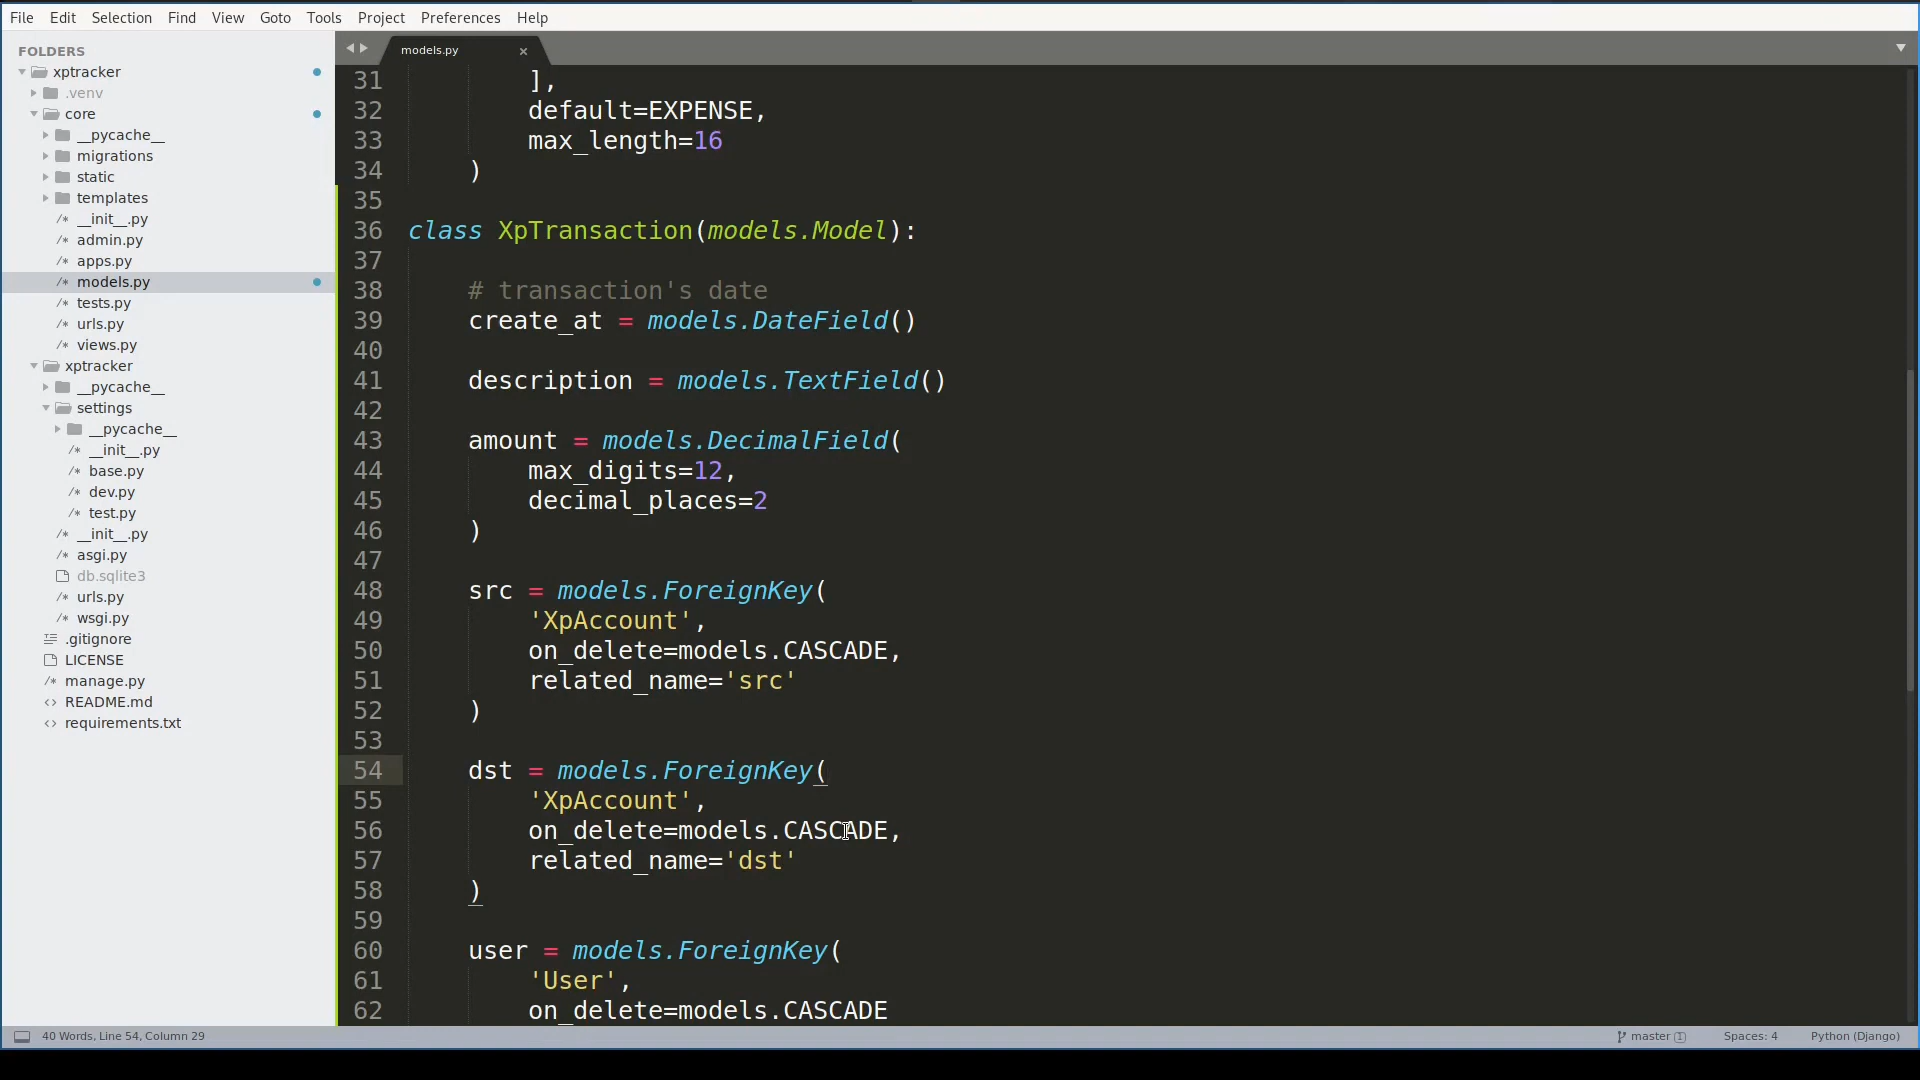 File Edit Selection Find View Goto Tools Project Preferences Help
FOLDERS
xptracker
.venv
core
__pycache__
migrations
static
templates
__init__.py
admin.py
apps.py
models.py
tests.py
urls.py
views.py
xptracker
__pycache__
settings
__pycache__
__init__.py
base.py
dev.py
test.py
__init__.py
asgi.py
db.sqlite3
urls.py
wsgi.py
.gitignore
LICENSE
manage.py
README.md
requirements.txt
models.py ×
31         ],
32         default=EXPENSE,
33         max_length=16
34     )
35
36 class XpTransaction(models.Model):
37
38     # transaction's date
39     create_at = models.DateField()
40
41     description = models.TextField()
42
43     amount = models.DecimalField(
44         max_digits=12,
45         decimal_places=2
46     )
47
48     src = models.ForeignKey(
49         'XpAccount',
50         on_delete=models.CASCADE,
51         related_name='src'
52     )
53
54     dst = models.ForeignKey(
55         'XpAccount',
56         on_delete=models.CASCADE,
57         related_name='dst'
58     )
59
60     user = models.ForeignKey(
61         'User',
62         on_delete=models.CASCADE
40 Words, Line 54, Column 29 master 1 Spaces: 4 Python (Django)